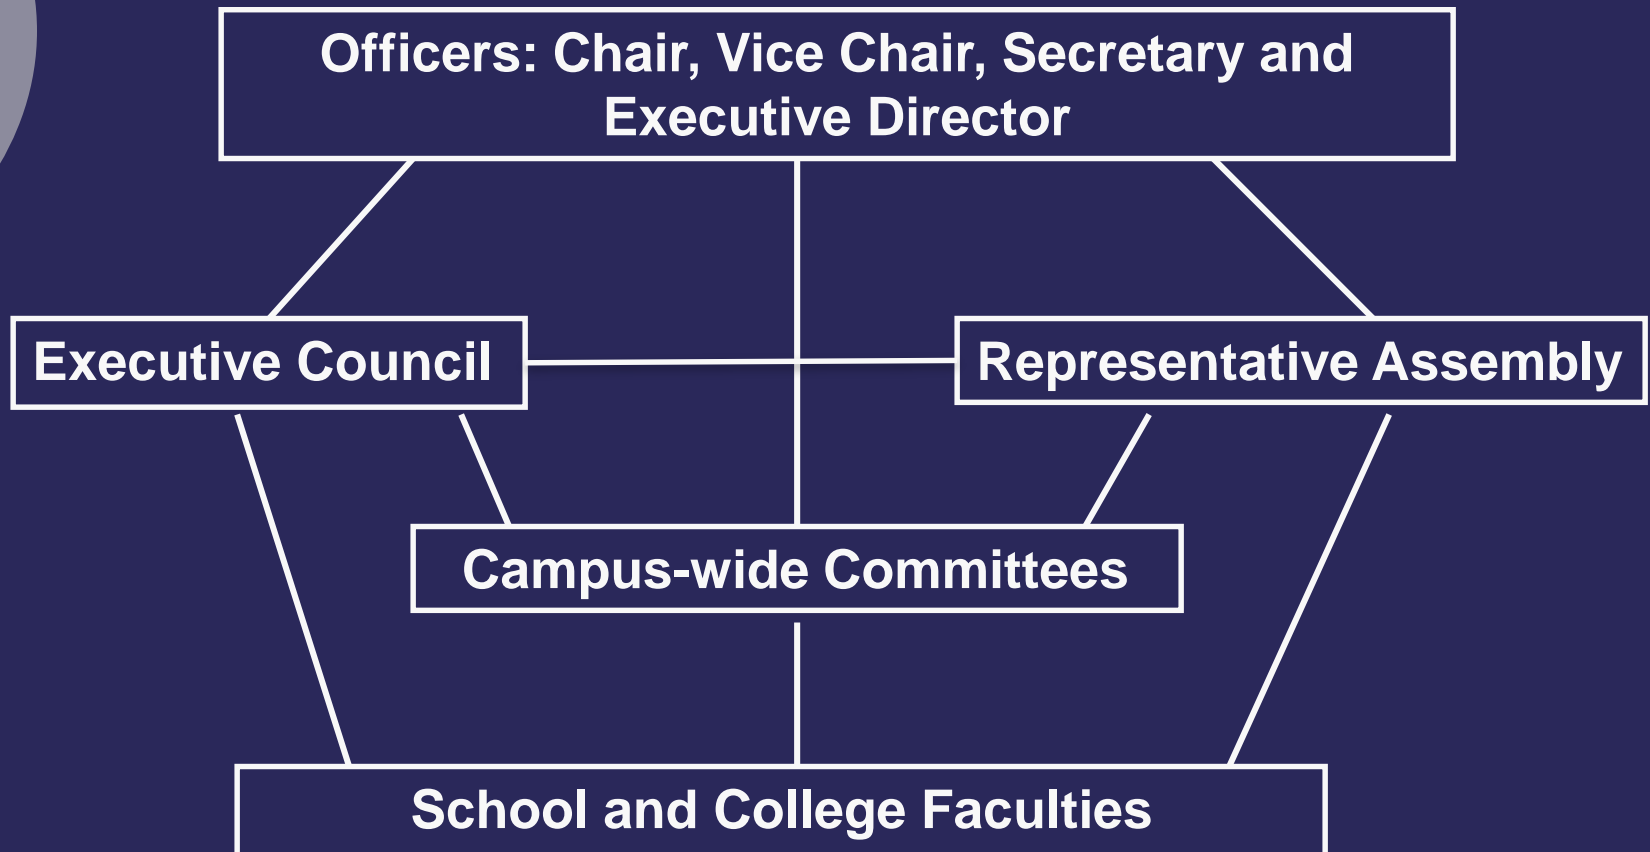 Officers: Chair, Vice Chair, Secretary and
Executive Director
Executive Council
Representative Assembly
Campus-wide Committees
School and College Faculties